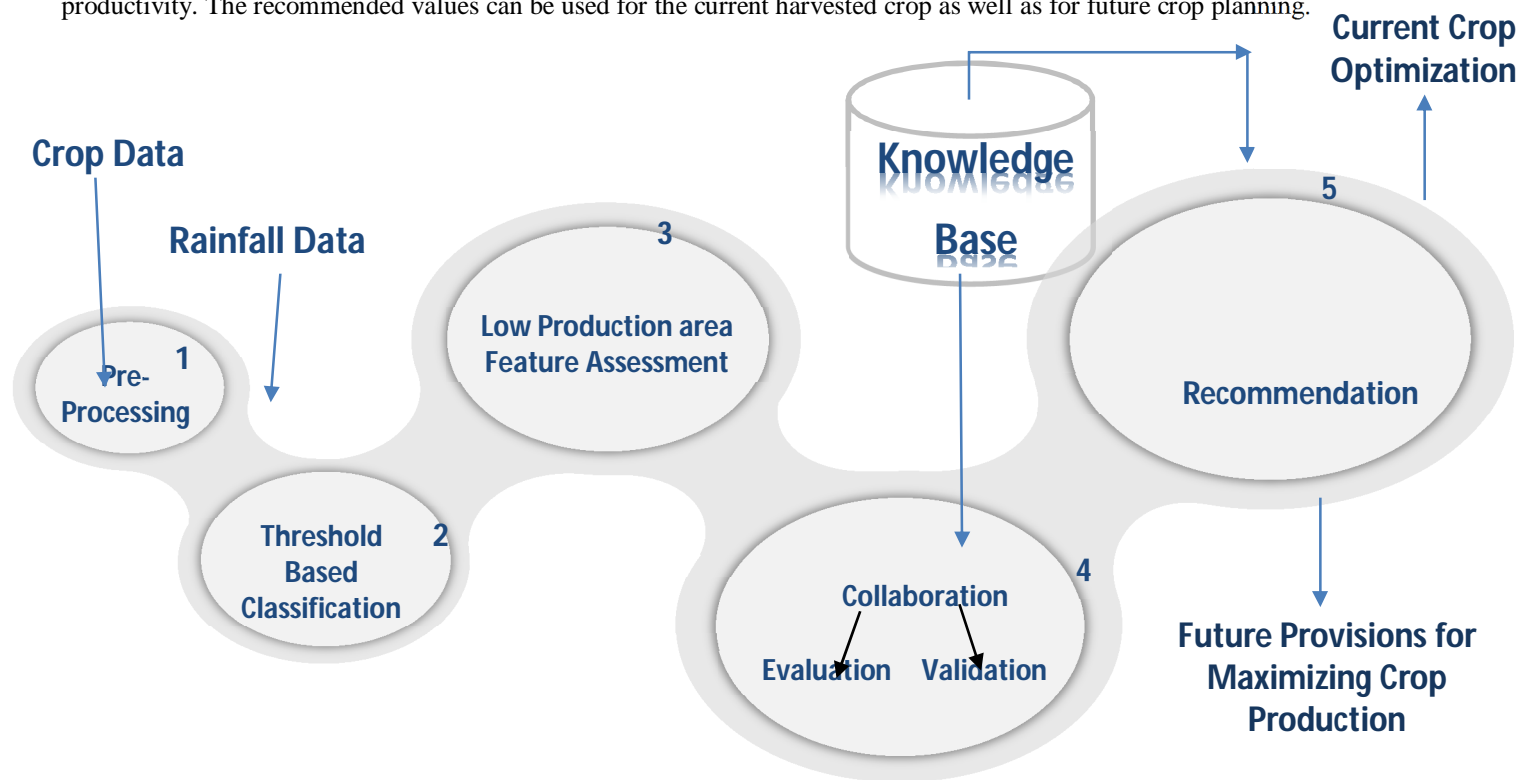 productivity. The recommended values can be used for the current harvested crop as well as for future crop planning.
Current Crop
Optimization
Crop Data
Rainfall Data
Knowledge
Base
1
Pre-
Processing
2
Threshold
Based
Classification
3
Low Production area
Feature Assessment
4
Collaboration
Evaluation Validation
5
Recommendation
Future Provisions for
Maximizing Crop
Production